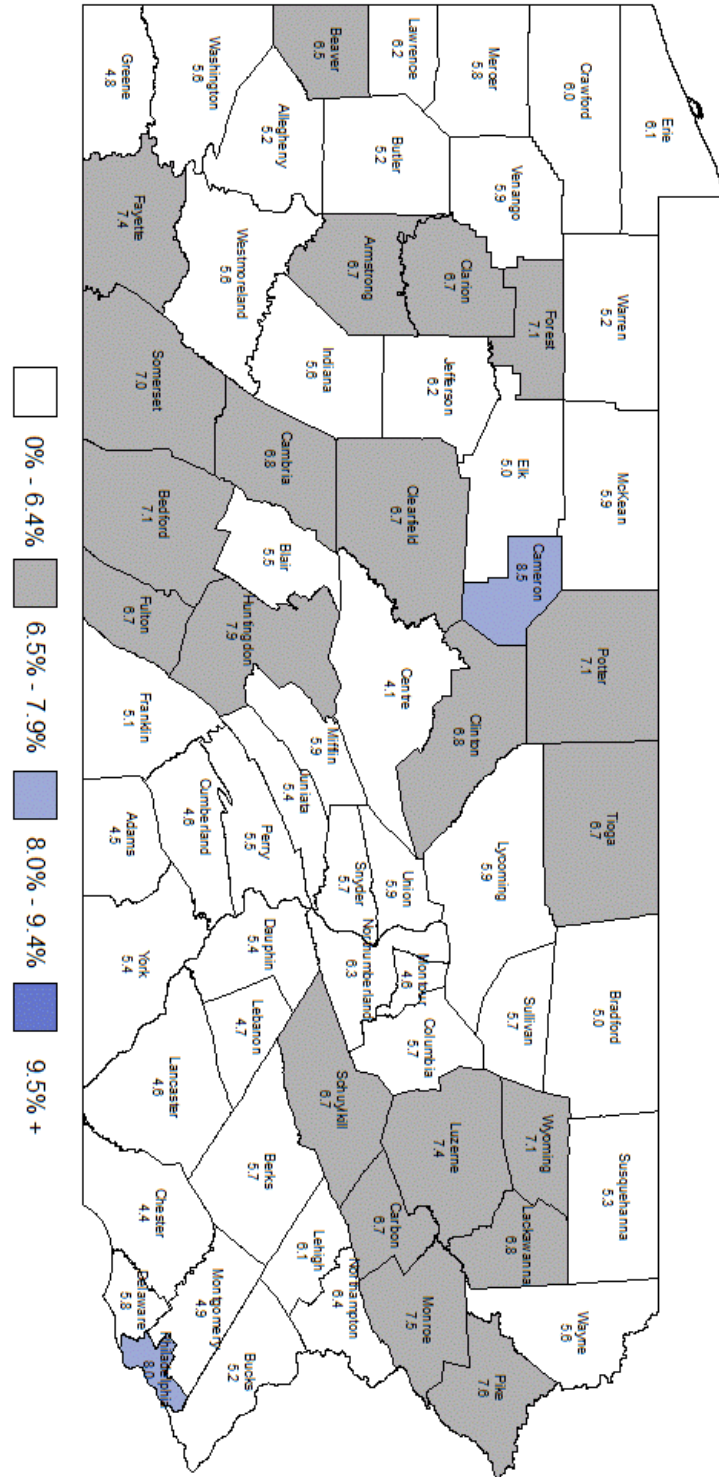 Erie
6.1
Crawford
6.0
Mercer
5.8
Lawrence
6.2
Beaver
6.5
Washington
5.6
Greene
4.8
Allegheny
5.2
Butler
5.2
Venango
5.9
Warren
5.2
Forest
7.1
Clarion
6.7
Armstrong
6.7
Westmoreland
5.6
Fayette
7.4
Indiana
5.6
Jefferson
6.2
Somerset
7.0
Cambria
6.8
McKean
5.9
Elk
5.0
Clearfield
6.7
Cameron
8.5
Bedford
7.1
Blair
5.5
Fulton
6.7
Huntingdon
7.9
Centre
4.1
Potter
7.1
Clinton
6.8
Franklin
5.1
Mifflin
5.9
Juniata
5.4
Tioga
6.7
Lycoming
5.9
Adams
4.5
Cumberland
4.6
Perry
5.5
Snyder
5.7
Union
5.9
York
5.4
Dauphin
5.4
Northumberland
6.3
Montour
4.6
Bradford
5.0
Sullivan
5.7
Columbia
5.7
Lebanon
4.7
Lancaster
4.6
Schuylkill
6.7
Luzerne
7.4
Wyoming
7.1
Susquehanna
5.3
Lackawanna
6.8
Berks
5.7
Carbon
6.7
Chester
4.4
Lehigh
6.1
Northampton
6.4
Monroe
7.5
Wayne
5.6
Pike
7.6
Montgomery
4.9
Bucks
5.2
Delaware
5.8
Philadelphia
8.0
0% - 6.4%
6.5% - 7.9%
8.0% - 9.4%
9.5% +